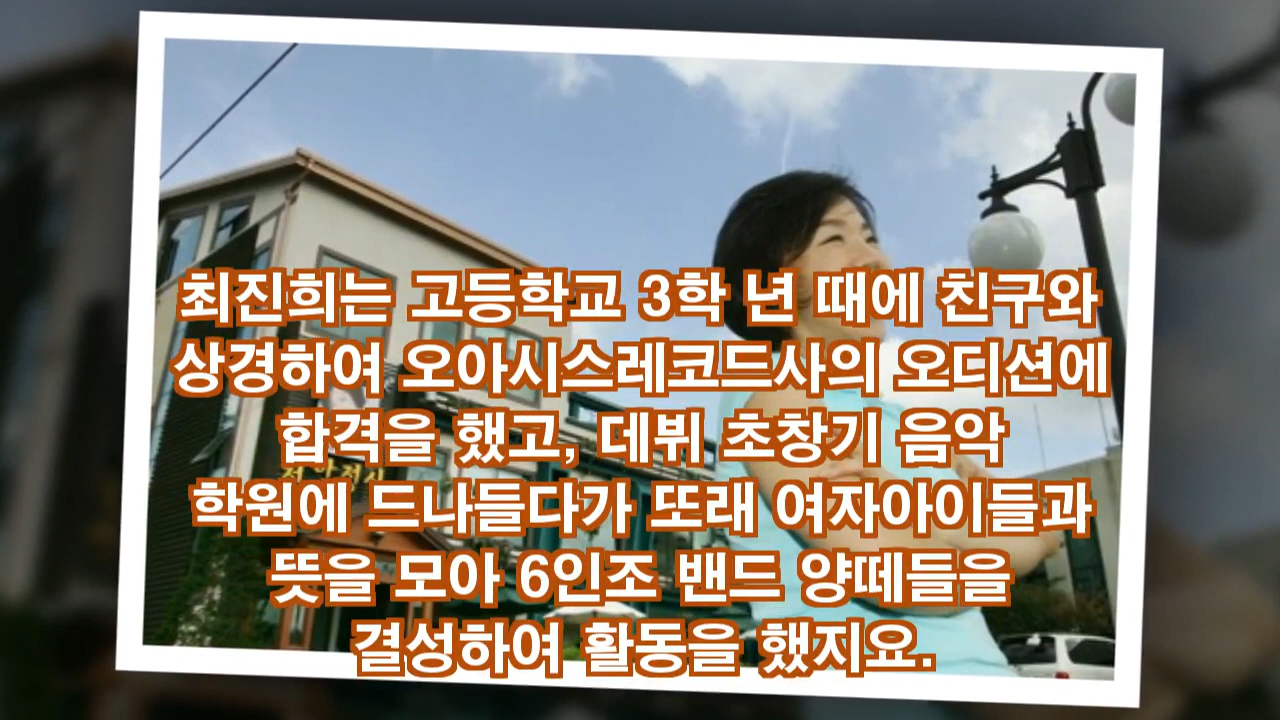 최진희는 고등학교 3학 년 때에 친구와
상경하여 오아시스레코드사의 오디션에
합격을 했고, 데뷔 초창기 음악
학원에 드나들다가 또래 여자아이들과
뜻을 모아 6인조 밴드 양떼들을
결성하여 활동을 했지요.